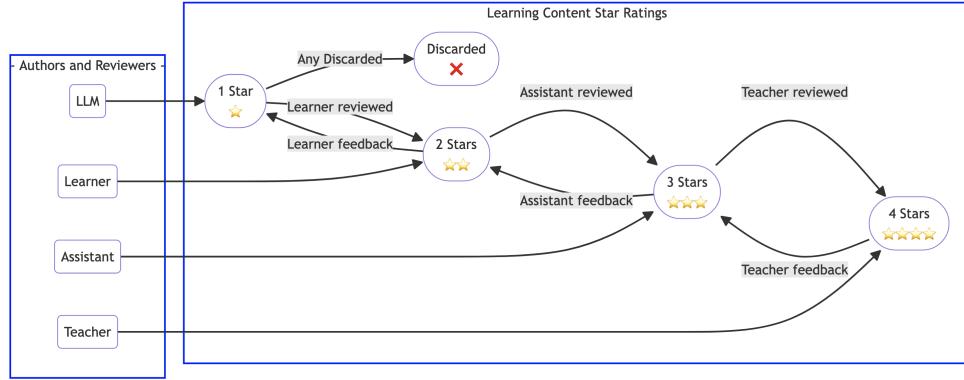 Learning Content Star Ratings
Authors and Reviewers
LLM
Learner
Assistant
Teacher
1 Star
⭐
Any Discarded
Discarded
❌
Learner reviewed
Learner feedback
2 Stars
⭐⭐
Assistant reviewed
Assistant feedback
3 Stars
⭐⭐⭐
Teacher reviewed
Teacher feedback
4 Stars
⭐⭐⭐⭐